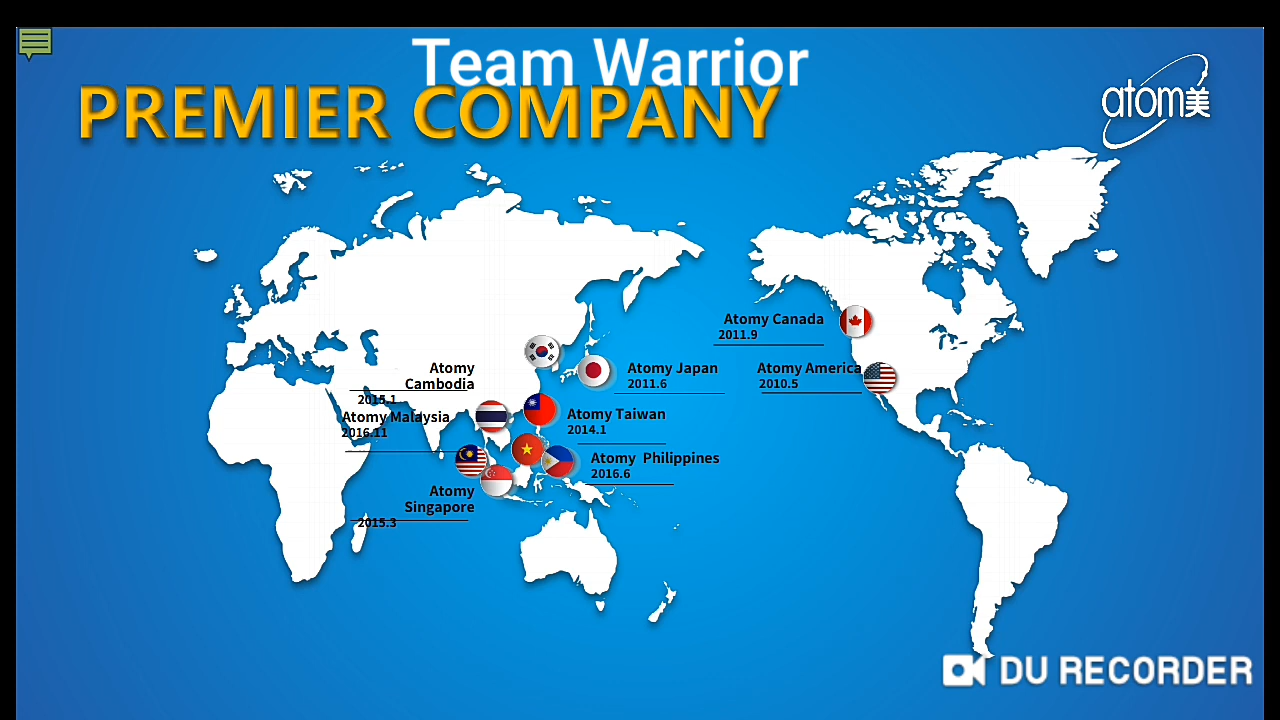 Team Warrior
PREMIER COMPANY
atom美
Atomy Canada
2011.9
Atomy America
2010.5
Atomy Japan
2011.6
Atomy
Cambodia
2015.1
Atomy Malaysia
2016.11
Atomy Taiwan
2014.1
Atomy Philippines
2016.6
Atomy
Singapore
2015.3
DU RECORDER